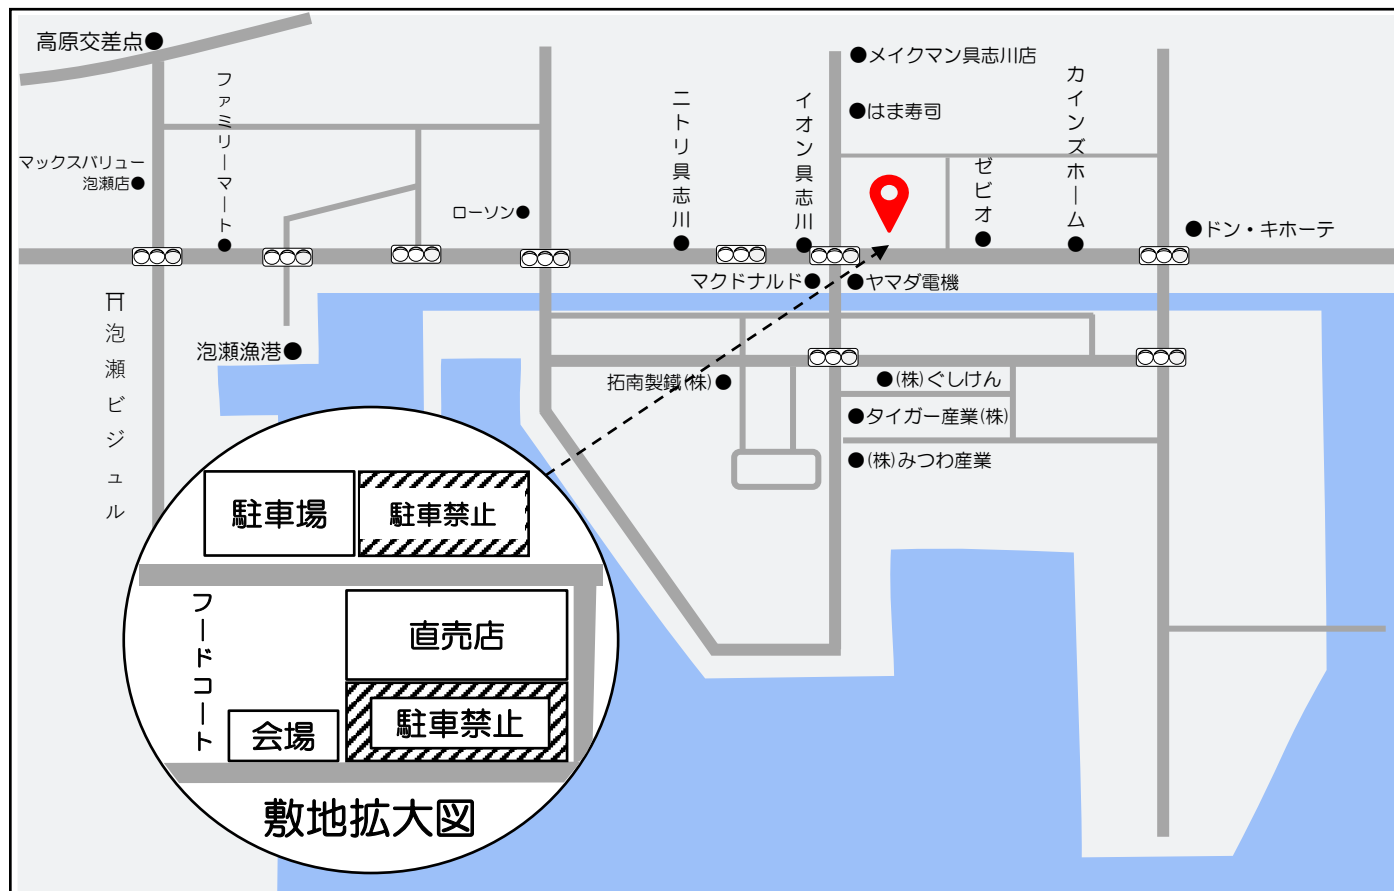 高原交差点
ファミリーマート
マックスバリュー
泡瀬店
ローソン
ニトリ具志川
イオン具志川
メイクマン具志川店
はま寿司
カインズホーム
ゼビオ
ドン・キホーテ
マクドナルド
ヤマダ電機
泡瀬ビジュル
泡瀬漁港
拓南製鐵(株)
(株)ぐしけん
タイガー産業(株)
(株)みつわ産業
駐車場
駐車禁止
フードコート
直売店
会場
駐車禁止
敷地拡大図